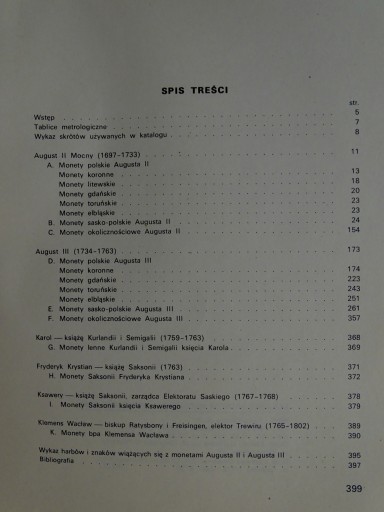 SPIS TREŚCI
str.
Wstęp 5
Tablice metrologiczne 7
Wykaz skrótów używanych w katalogu 8
August II Mocny (1697-1733) 11
A. Monety polskie Augusta II
Monety koronne 13
Monety litewskie 18
Monety gdańskie 20
Monety toruńskie 23
Monety elbląskie 23
B. Monety sasko-polskie Augusta II 24
C. Monety okolicznościowe Augusta II 154
August III (1734-1763) 173
D. Monety polskie Augusta III
Monety koronne 174
Monety gdańskie 223
Monety toruńskie 243
Monety elbląskie 251
E. Monety sasko-polskie Augusta III 261
F. Monety okolicznościowe Augusta III 357
Karol — książę Kurlandii i Semigalii (1759-1763) 368
G. Monety lenne Kurlandii i Semigalii księcia Karola 369
Fryderyk Krystian — książę Saksonii (1763) 371
H. Monety Saksonii Fryderyka Krystiana 372
Ksawery — książę Saksonii, zarządca Elektoratu Saskiego (1767-1768) 378
I. Monety Saksonii księcia Ksawerego 379
Klemens Wacław — biskup Ratysbony i Freisingen, elektor Trewiru (1765-1802) 389
K. Monety bpa Klemensa Wacława 390
Wykaz herbów i znaków wiążących się z monetami Augusta II i Augusta III 395
Bibliografia 397
399